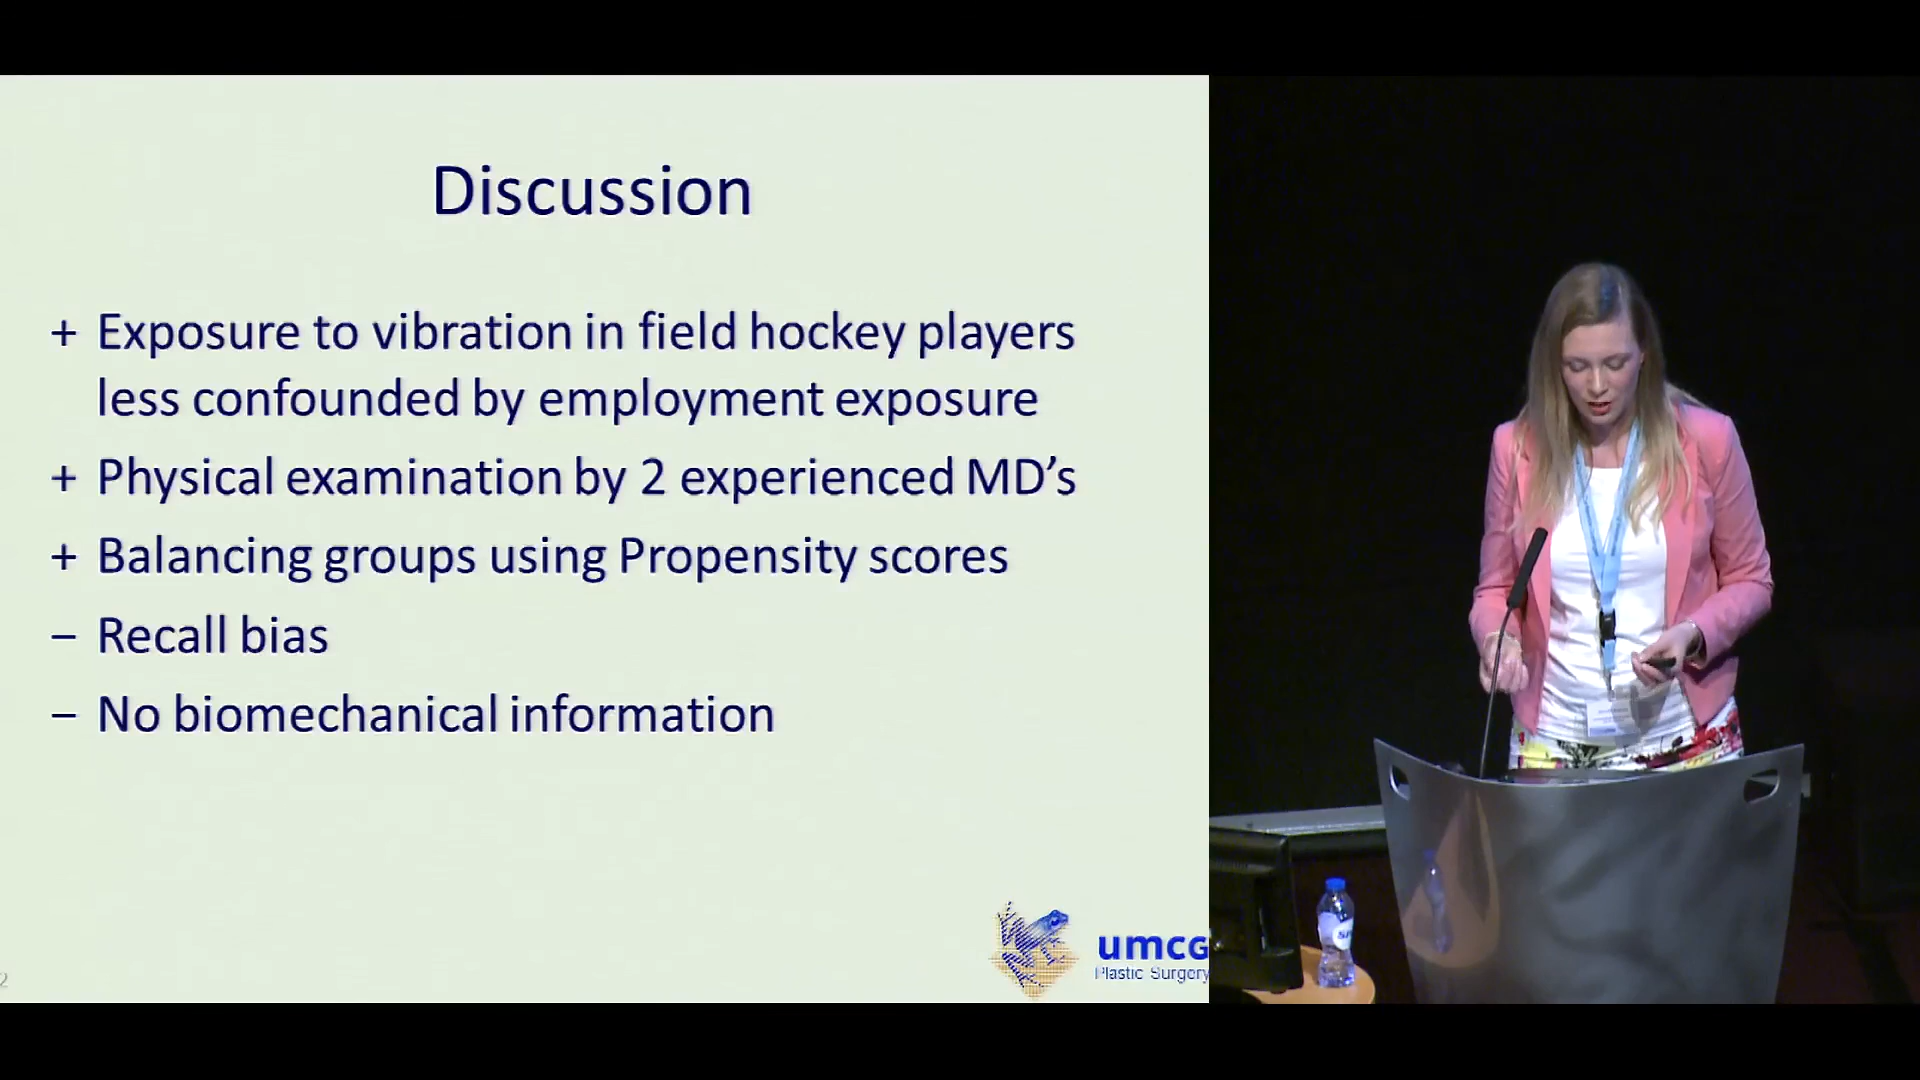 Discussion
+ Exposure to vibration in field hockey players
less confounded by employment exposure
+ Physical examination by 2 experienced MD's
+ Balancing groups using Propensity scores
– Recall bias
– No biomechanical information
umcg
Plastic Surgery
2